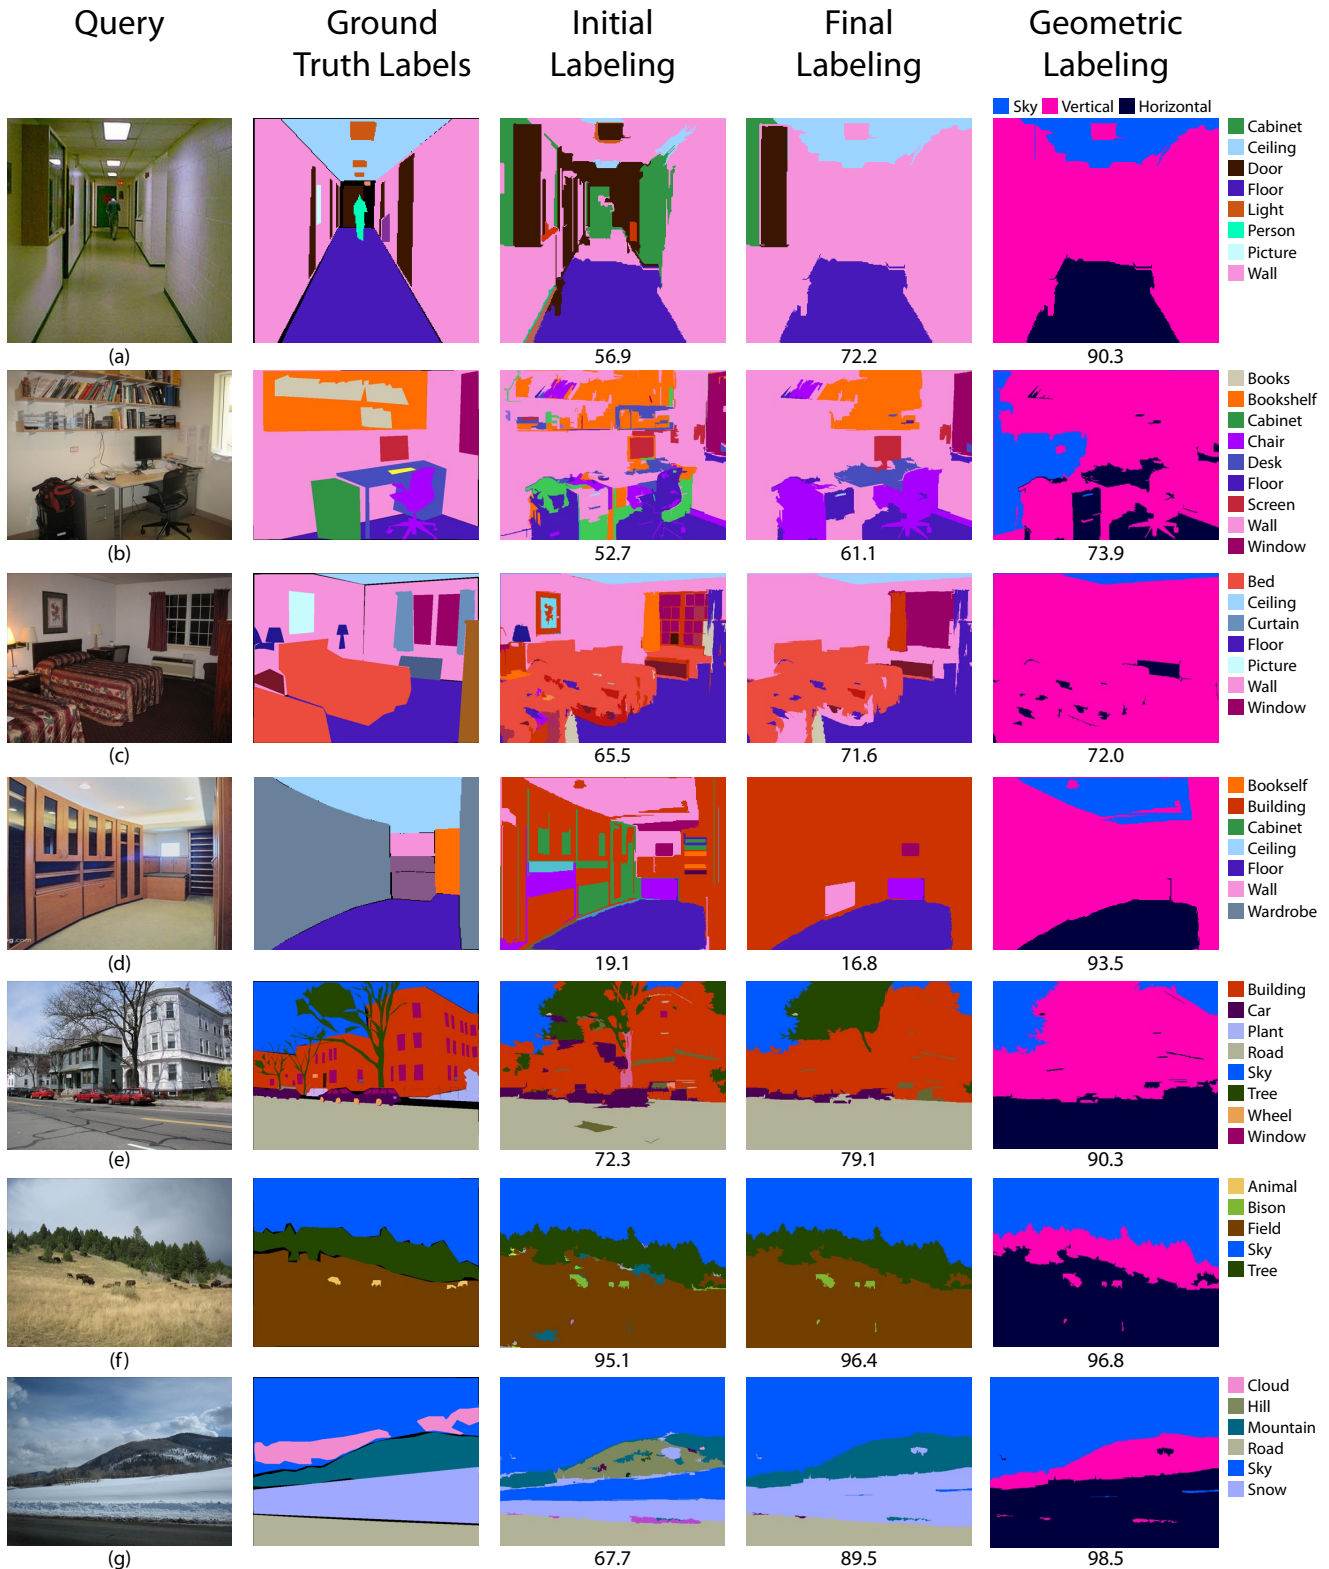 Query
Ground
Truth Labels
Initial
Labeling
Final
Labeling
Geometric
Labeling
Sky Vertical Horizontal
Cabinet
Ceiling
Door
Floor
Light
Person
Picture
Wall
(a)
56.9
72.2
90.3
Books
Bookshelf
Cabinet
Chair
Desk
Floor
Screen
Wall
Window
(b)
52.7
61.1
73.9
Bed
Ceiling
Curtain
Floor
Picture
Wall
Window
(c)
65.5
71.6
72.0
Bookself
Building
Cabinet
Ceiling
Floor
Wall
Wardrobe
g.com
(d)
19.1
16.8
93.5
Building
Car
Plant
Road
Sky
Tree
Wheel
Window
(e)
72.3
79.1
90.3
Animal
Bison
Field
Sky
Tree
(f)
95.1
96.4
96.8
Cloud
Hill
Mountain
Road
Sky
Snow
(g)
67.7
89.5
98.5